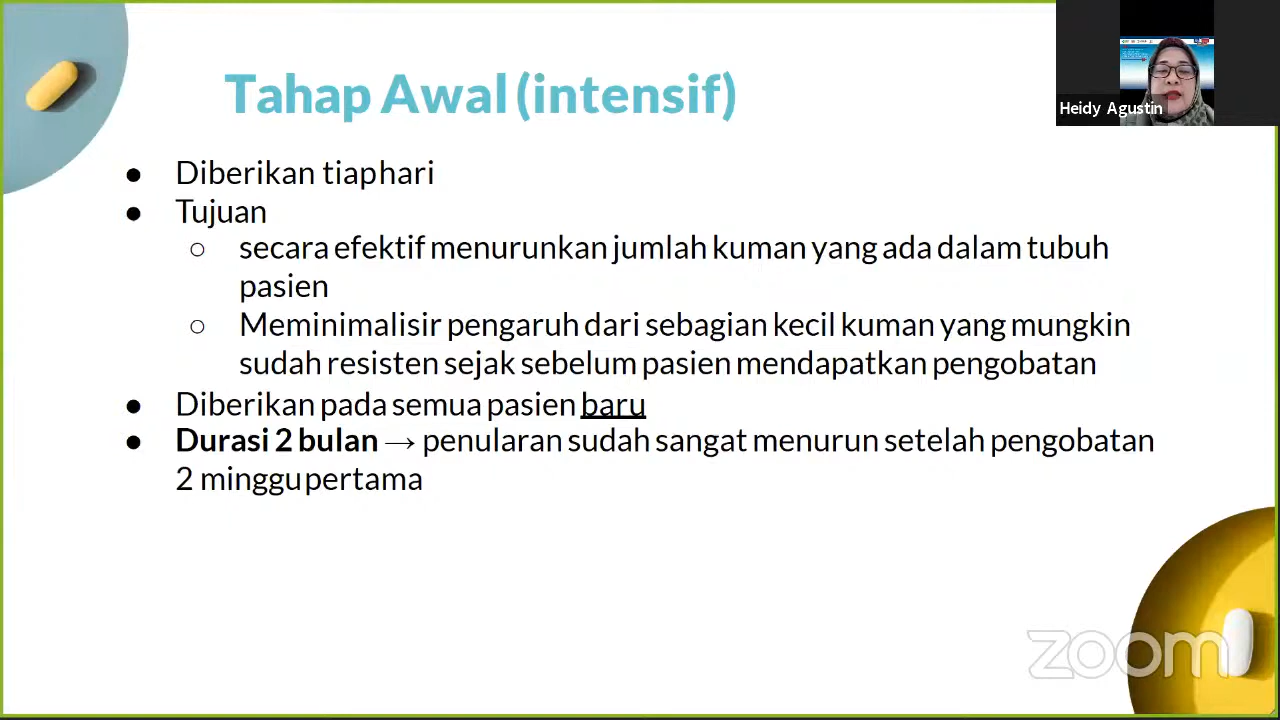 Tahap Awal (intensif)
Heidy Agustin
● Diberikan tiap hari
● Tujuan
○ secara efektif menurunkan jumlah kuman yang ada dalam tubuh
pasien
○ Meminimalisir pengaruh dari sebagian kecil kuman yang mungkin
sudah resisten sejak sebelum pasien mendapatkan pengobatan
● Diberikan pada semua pasien baru
● Durasi 2 bulan → penularan sudah sangat menurun setelah pengobatan
2 minggu pertama
zoom